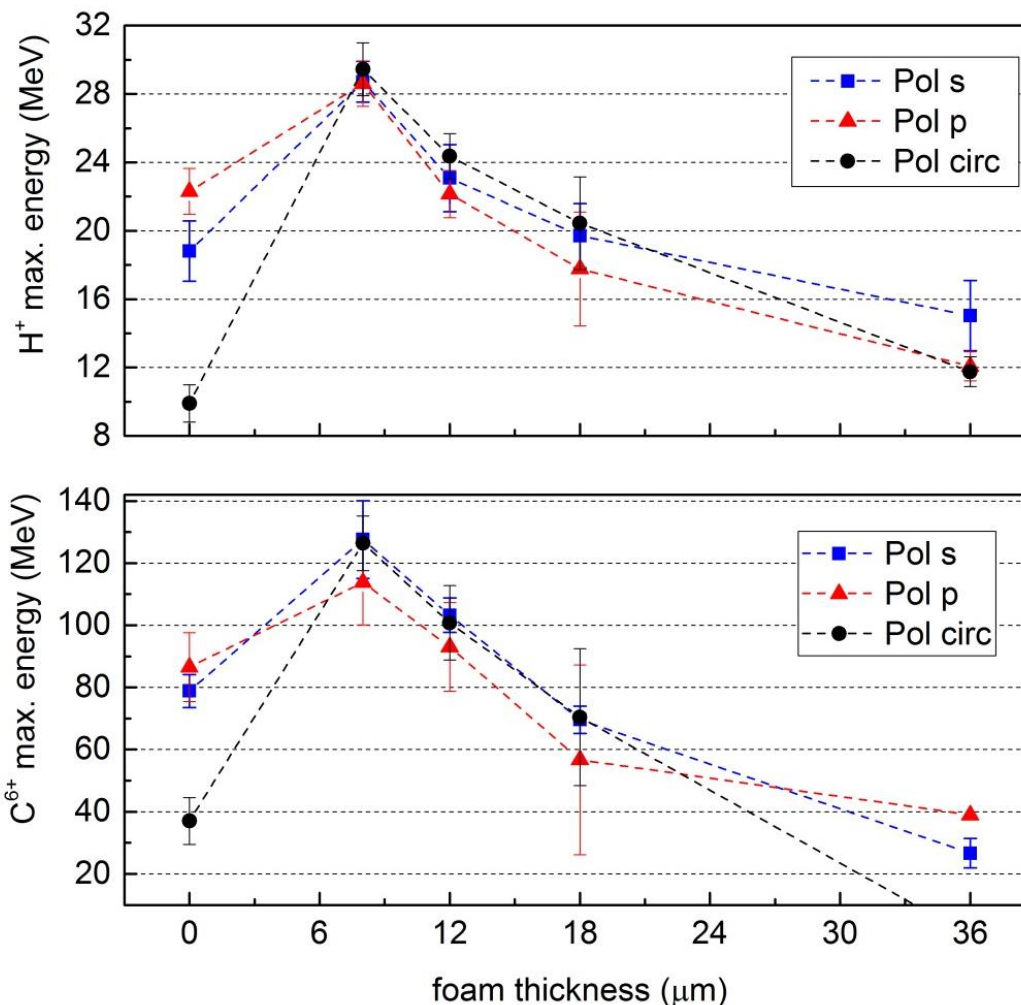 32
28
24
20
16
12
8
H⁺ max. energy (MeV)
Pol s
Pol p
Pol circ
140
120
100
80
60
40
20
C⁶⁺ max. energy (MeV)
Pol s
Pol p
Pol circ
0 6 12 18 24 30 36
foam thickness (μm)